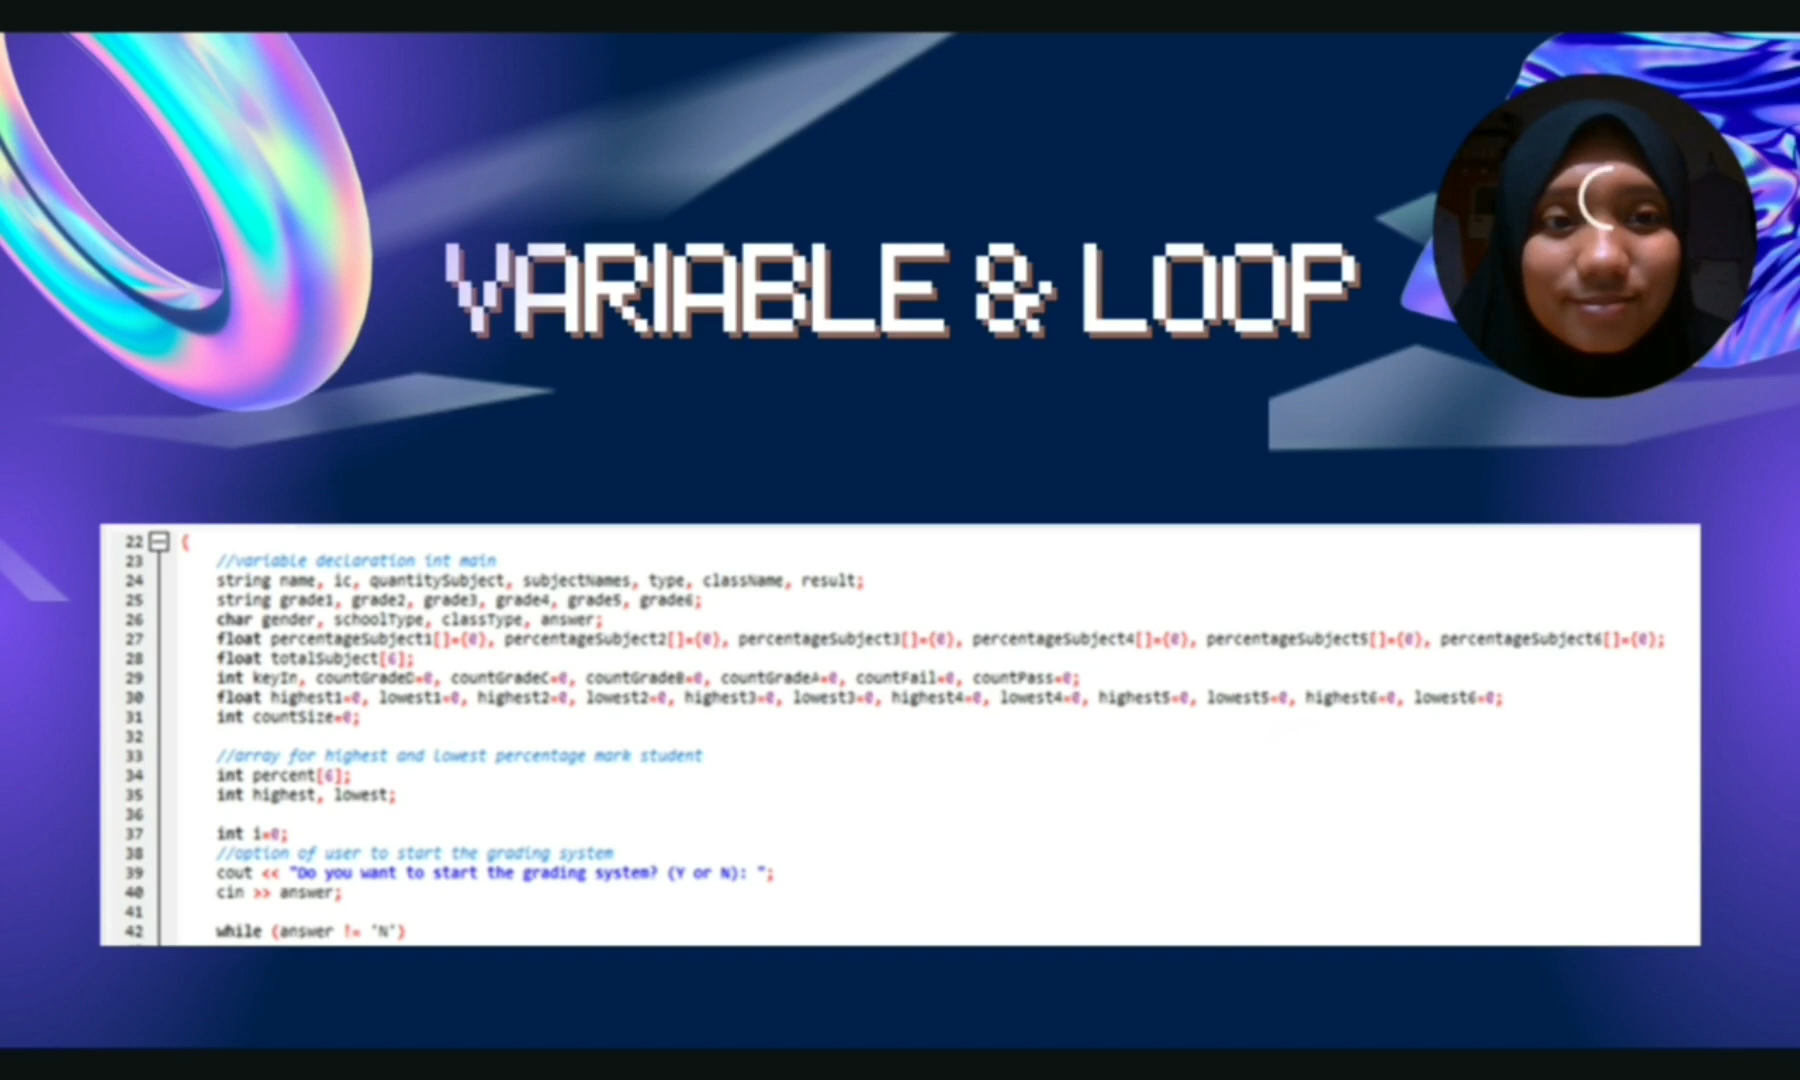 VARIABLE & LOOP
22 {
23 //variable declaration int main
24 string name, ic, quantitySubject, subjectNames, type, className, result;
25 string grade1, grade2, grade3, grade4, grade5, grade6;
26 char gender, schoolType, classType, answer;
27 float percentageSubject1[]={0}, percentageSubject2[]={0}, percentageSubject3[]={0}, percentageSubject4[]={0}, percentageSubject5[]={0}, percentageSubject6[]={0};
28 float totalSubject[6];
29 int keyIn, countGradeD=0, countGradeC=0, countGradeB=0, countGradeA=0, countFail=0, countPass=0;
30 float highest1=0, lowest1=0, highest2=0, lowest2=0, highest3=0, lowest3=0, highest4=0, lowest4=0, highest5=0, lowest5=0, highest6=0, lowest6=0;
31 int countSize=0;
32
33 //array for highest and lowest percentage mark student
34 int percent[6];
35 int highest, lowest;
36
37 int i=0;
38 //option of user to start the grading system
39 cout << "Do you want to start the grading system? (Y or N): ";
40 cin >> answer;
41
42 while (answer != 'N')